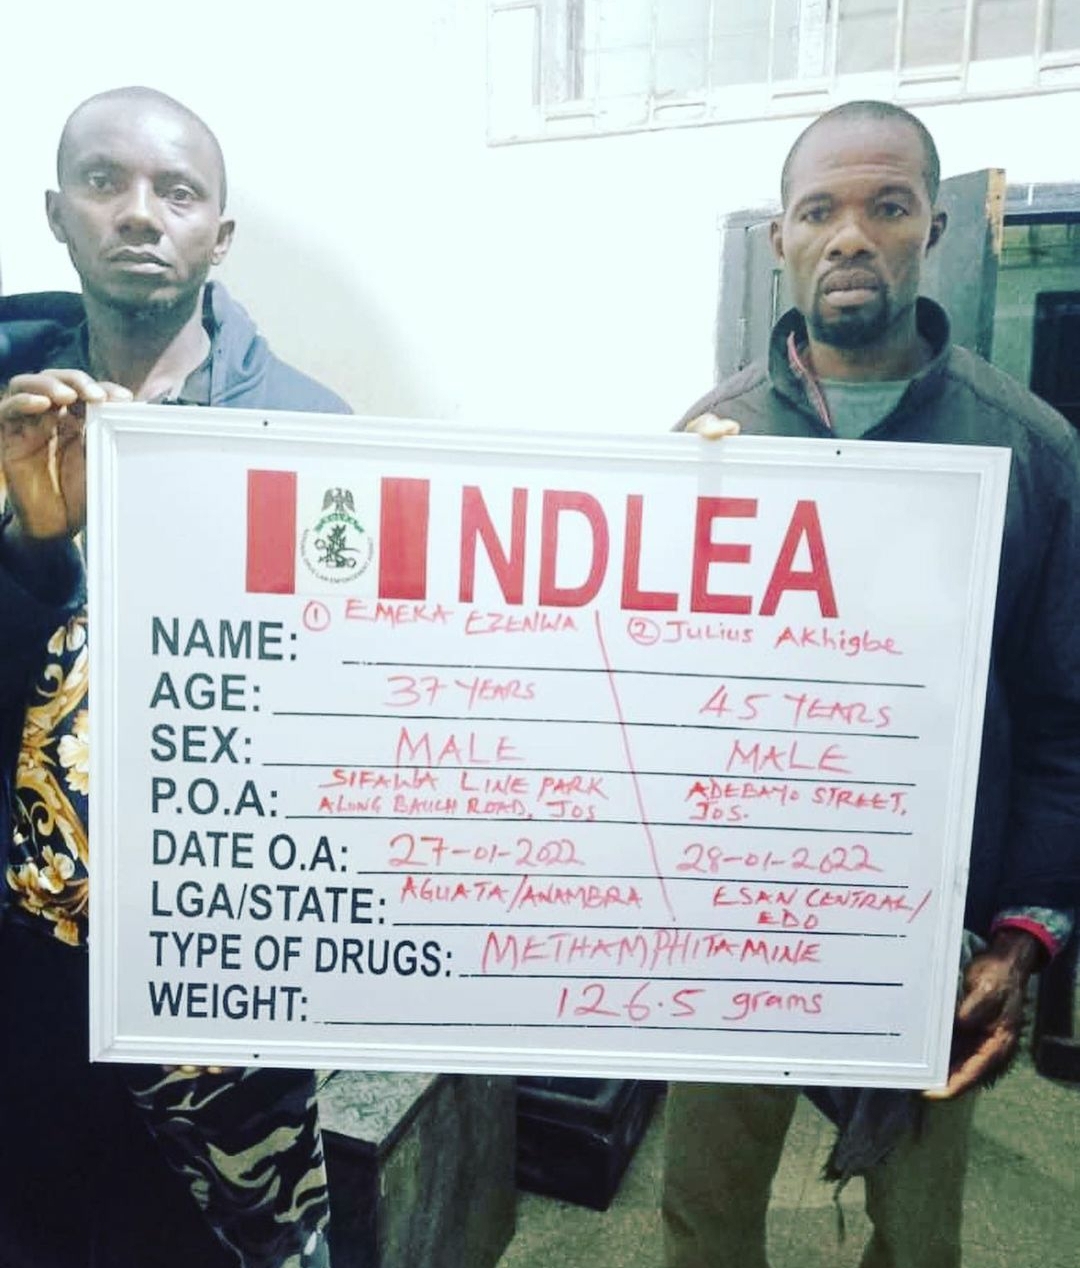 NDLEA
NAME: ① EMEKA EZENWA ② Julius Akhigbe
AGE: 37 YEARS 45 YEARS
SEX: MALE MALE
P.O.A: SIFAWA LINE PARK ALONG BAUCH ROAD, JOS ADEBAYO STREET, JOS.
DATE O.A: 27-01-2022 28-01-2022
LGA/STATE: AGUATA/ANAMBRA ESAN CENTRAL/EDO
TYPE OF DRUGS: METHAMPHITAMINE
WEIGHT: 126.5 grams